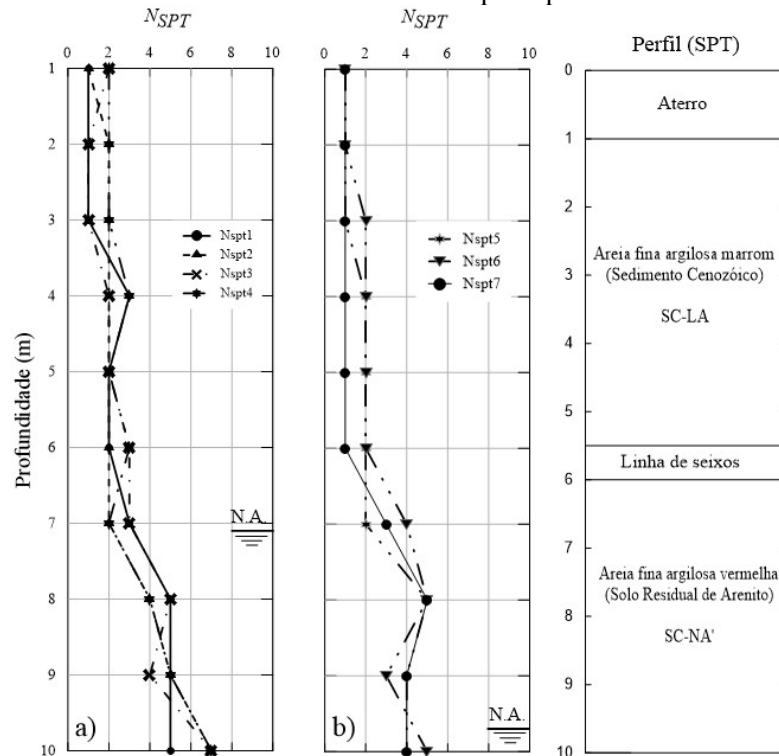 N_SPT
0 2 4 6 8 10
1
2
3
4
5
6
7
8
9
10
Profundidade (m)
Nspt1
Nspt2
Nspt3
Nspt4
N.A.
a)
N_SPT
0 2 4 6 8 10
Nspt5
Nspt6
Nspt7
b)
N.A.
Perfil (SPT)
0
Aterro
1
2
Areia fina argilosa marrom
3
(Sedimento Cenozóico)
SC-LA
4
5
Linha de seixos
6
7
Areia fina argilosa vermelha
(Solo Residual de Arenito)
8
SC-NA'
9
10